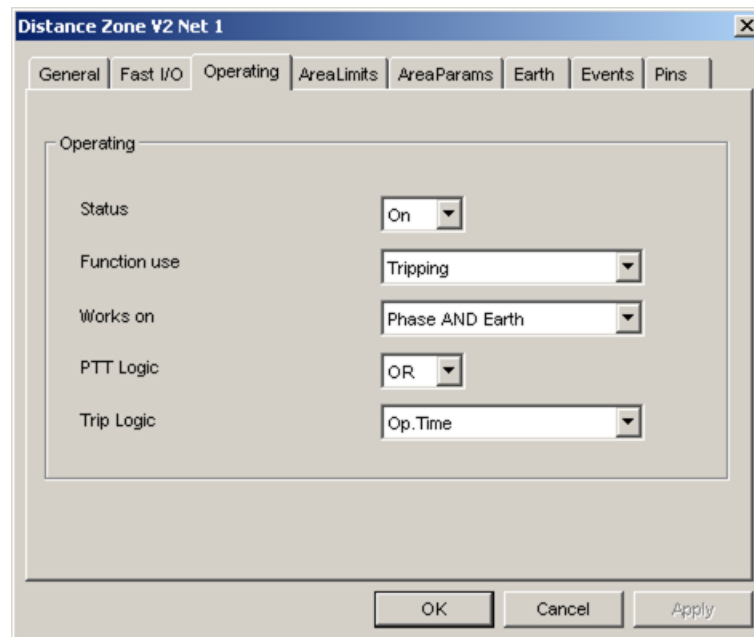 Distance Zone V2 Net 1
General Fast I/O Operating AreaLimits AreaParams Earth Events Pins
Operating
Status On
Function use Tripping
Works on Phase AND Earth
PTT Logic OR
Trip Logic Op.Time
OK Cancel Apply